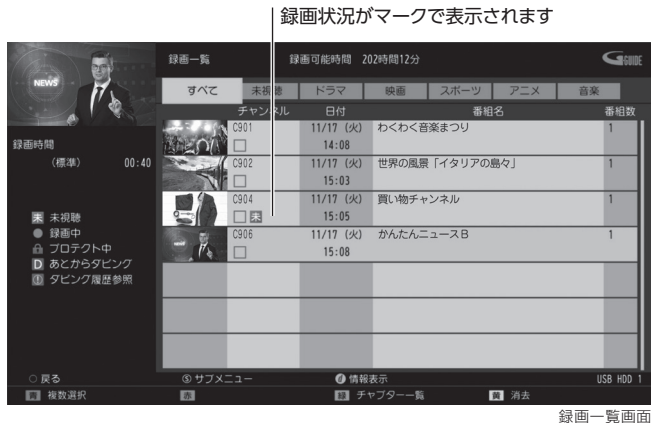 録画状況がマークで表示されます
録画一覧 録画可能時間 202時間12分 G GUIDE
NEWS
すべて 未視聴 ドラマ 映画 スポーツ アニメ 音楽
チャンネル 日付 番組名 番組数
録画時間
(標準) 00:40
C901 11/17 (火) わくわく音楽まつり 1
14:08
C902 11/17 (火) 世界の風景「イタリアの島々」 1
15:03
C904 11/17 (火) 買い物チャンネル 1
未 15:05
C906 11/17 (火) かんたんニュースB 1
15:08
未 未視聴
録画中
プロテクト中
D あとからダビング
ダビング履歴参照
戻る Ⓢ サブメニュー ⓓ 情報表示 USB HDD 1
青 複数選択 赤 緑 チャプター一覧 黄 消去
録画一覧画面